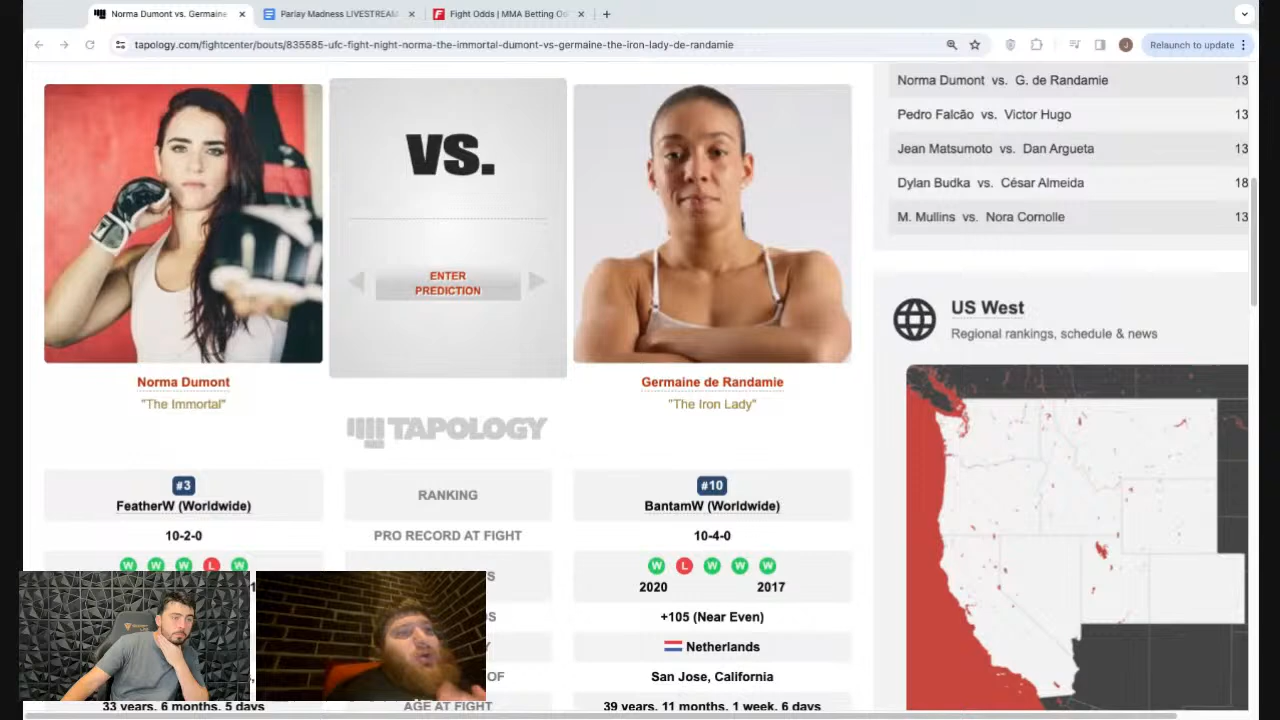 Norma Dumont vs. Germaine
Parlay Madness LIVESTREAM
Fight Odds | MMA Betting Od
tapology.com/fightcenter/bouts/835585-ufc-fight-night-norma-the-immortal-dumont-vs-germaine-the-iron-lady-de-randamie
Relaunch to update
Norma Dumont vs. G. de Randamie 13
Pedro Falcão vs. Victor Hugo 13
Jean Matsumoto vs. Dan Argueta 13
Dylan Budka vs. César Almeida 18
M. Mullins vs. Nora Cornolle 13
VS.
ENTER
PREDICTION
US West
Regional rankings, schedule & news
Norma Dumont
"The Immortal"
Germaine de Randamie
"The Iron Lady"
TAPOLOGY
#3
FeatherW (Worldwide)
RANKING
#10
BantamW (Worldwide)
10-2-0
PRO RECORD AT FIGHT
10-4-0
W W W L W
W L W W W
2020 2017
+105 (Near Even)
Netherlands
OF
San Jose, California
33 years, 6 months, 5 days
AGE AT FIGHT
39 years, 11 months, 1 week, 6 days